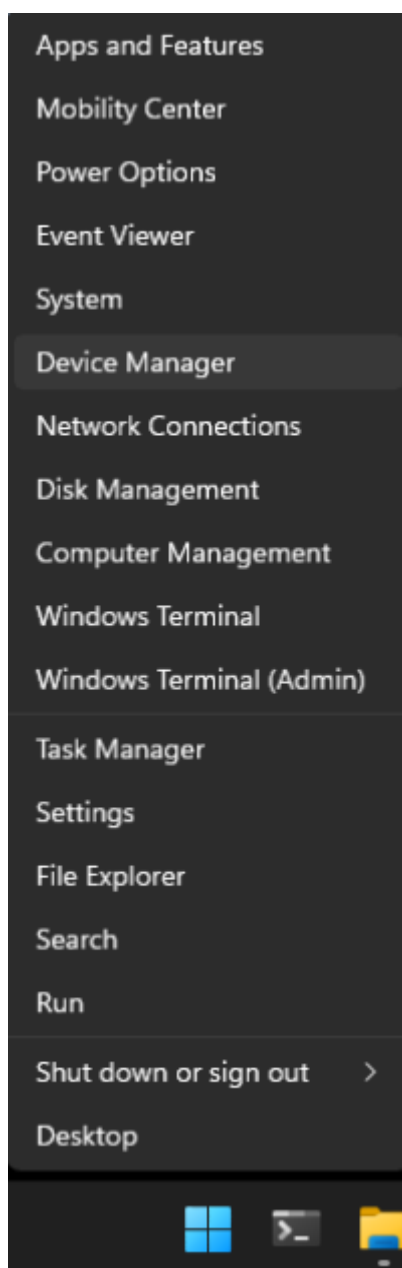 Apps and Features
Mobility Center
Power Options
Event Viewer
System
Device Manager
Network Connections
Disk Management
Computer Management
Windows Terminal
Windows Terminal (Admin)
Task Manager
Settings
File Explorer
Search
Run
Shut down or sign out
Desktop